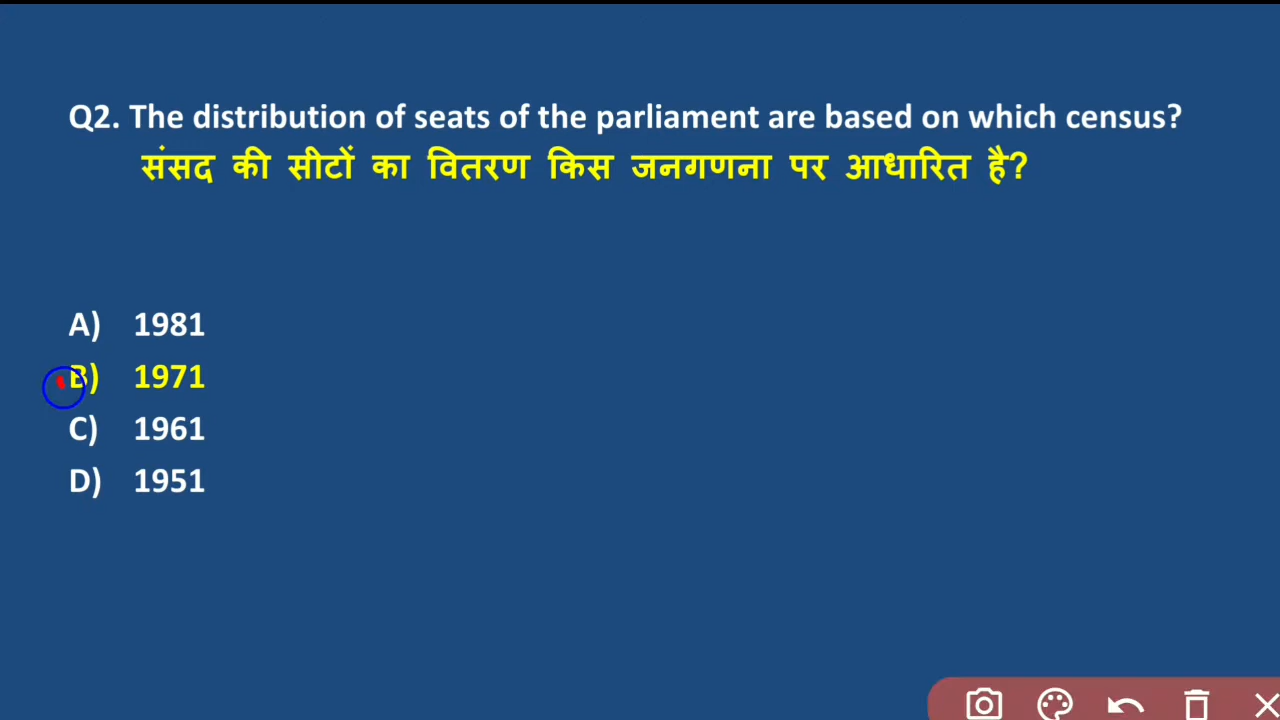 Q2. The distribution of seats of the parliament are based on which census?
संसद की सीटों का वितरण किस जनगणना पर आधारित है?
A) 1981
B) 1971
C) 1961
D) 1951